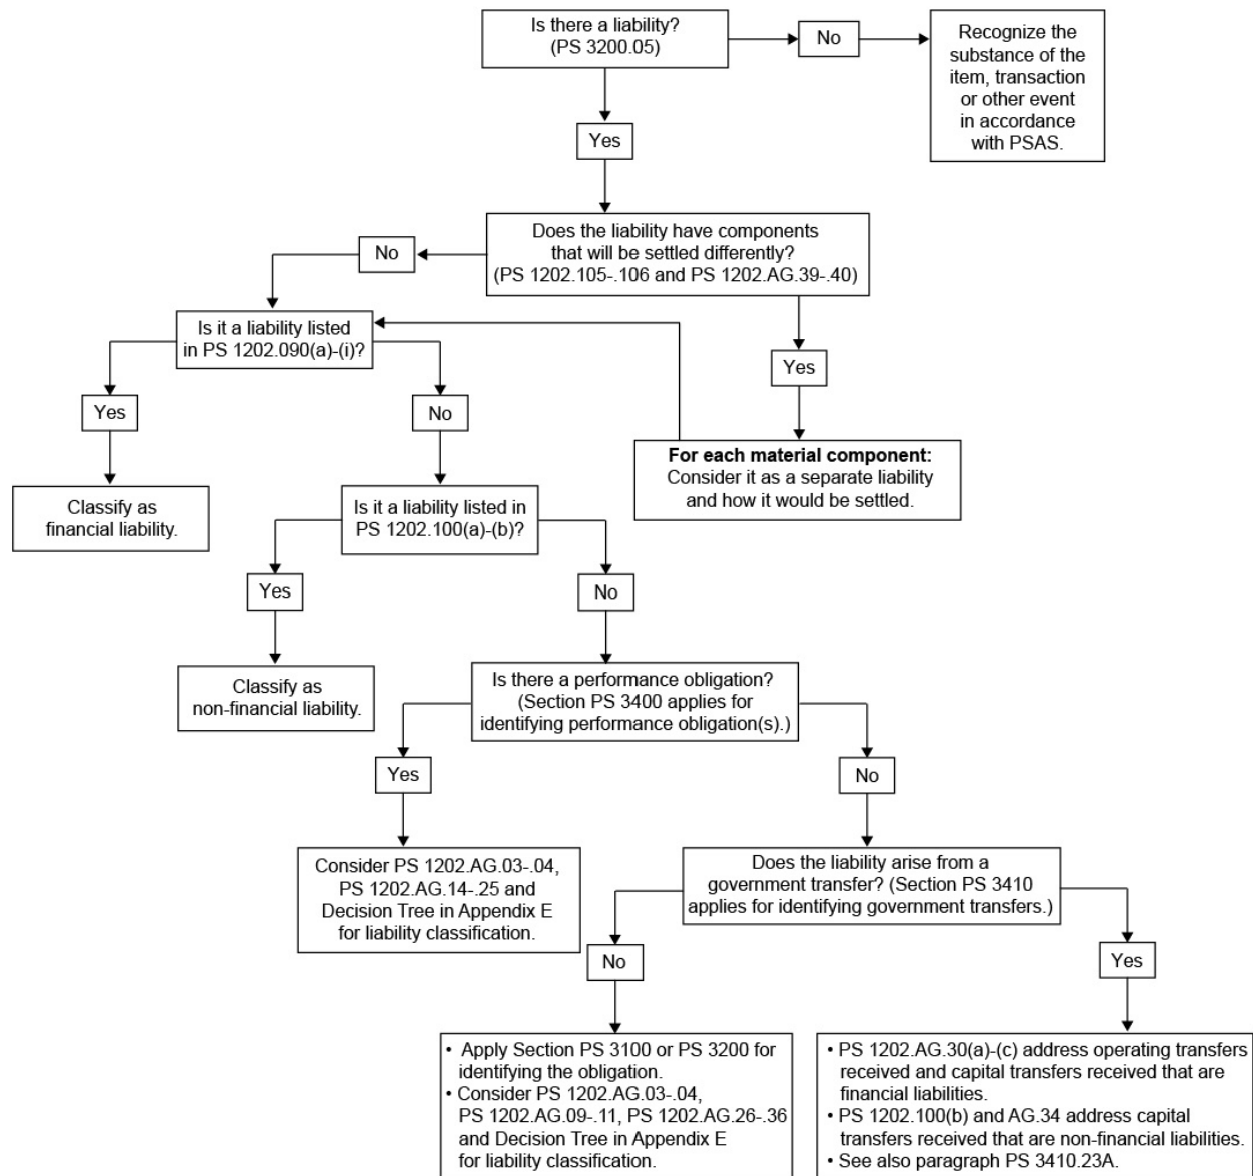 Is there a liability?
(PS 3200.05)
No
Recognize the
substance of the
item, transaction
or other event
in accordance
with PSAS.
Yes
Does the liability have components
that will be settled differently?
(PS 1202.105-.106 and PS 1202.AG.39-.40)
No
Is it a liability listed
in PS 1202.090(a)-(i)?
Yes
Yes
No
For each material component:
Consider it as a separate liability
and how it would be settled.
Classify as
financial liability.
Is it a liability listed in
PS 1202.100(a)-(b)?
Yes
No
Classify as
non-financial liability.
Is there a performance obligation?
(Section PS 3400 applies for
identifying performance obligation(s).)
Yes
No
Consider PS 1202.AG.03-.04,
PS 1202.AG.14-.25 and
Decision Tree in Appendix E
for liability classification.
Does the liability arise from a
government transfer? (Section PS 3410
applies for identifying government transfers.)
No
Yes
• Apply Section PS 3100 or PS 3200 for
identifying the obligation.
• Consider PS 1202.AG.03-.04,
PS 1202.AG.09-.11, PS 1202.AG.26-.36
and Decision Tree in Appendix E
for liability classification.
• PS 1202.AG.30(a)-(c) address operating transfers
received and capital transfers received that are
financial liabilities.
• PS 1202.100(b) and AG.34 address capital
transfers received that are non-financial liabilities.
• See also paragraph PS 3410.23A.